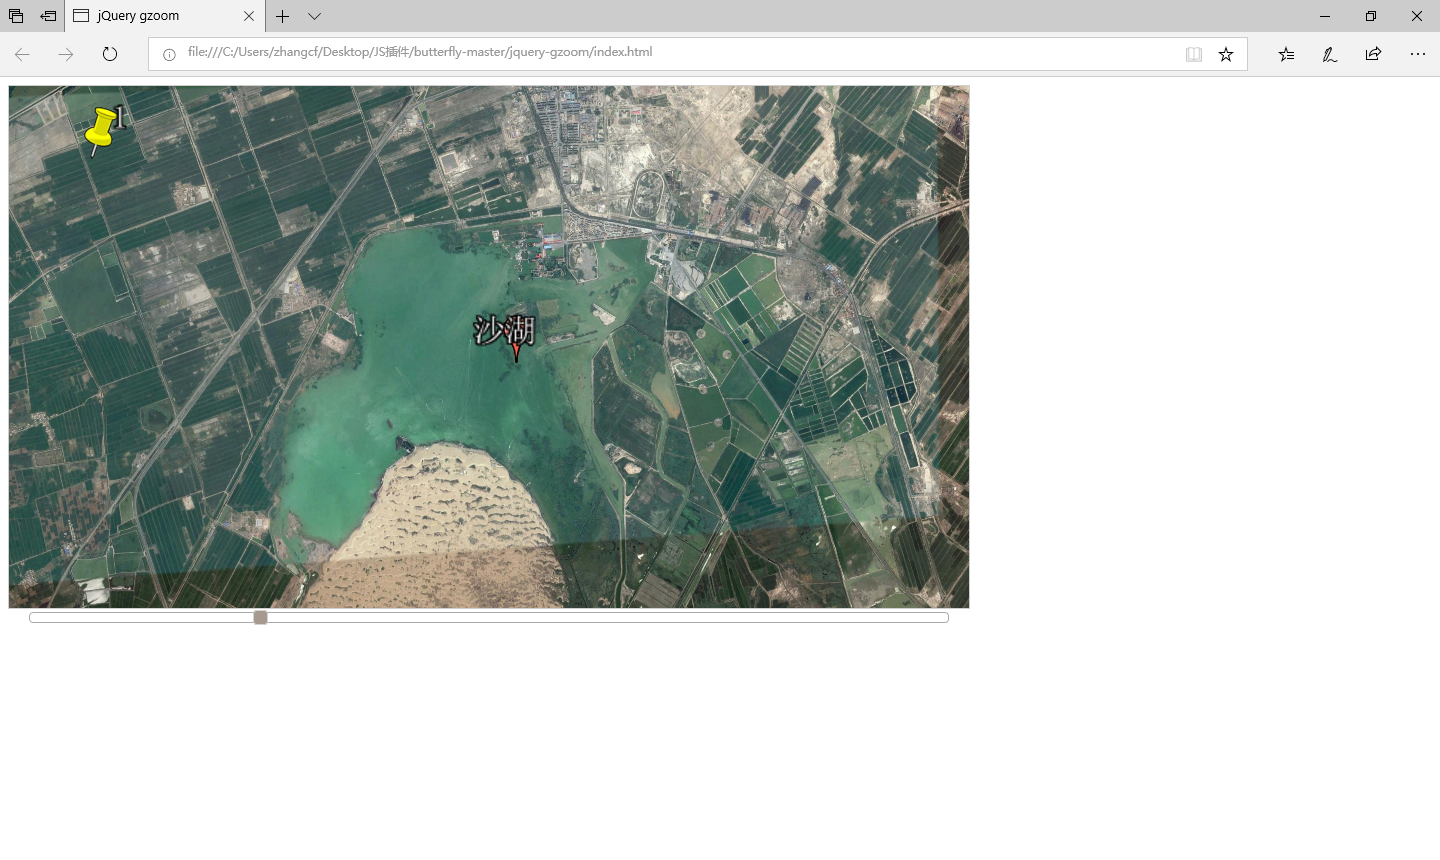 jQuery gzoom
file:///C:/Users/zhangcf/Desktop/JS插件/butterfly-master/jquery-gzoom/index.html
1
沙湖